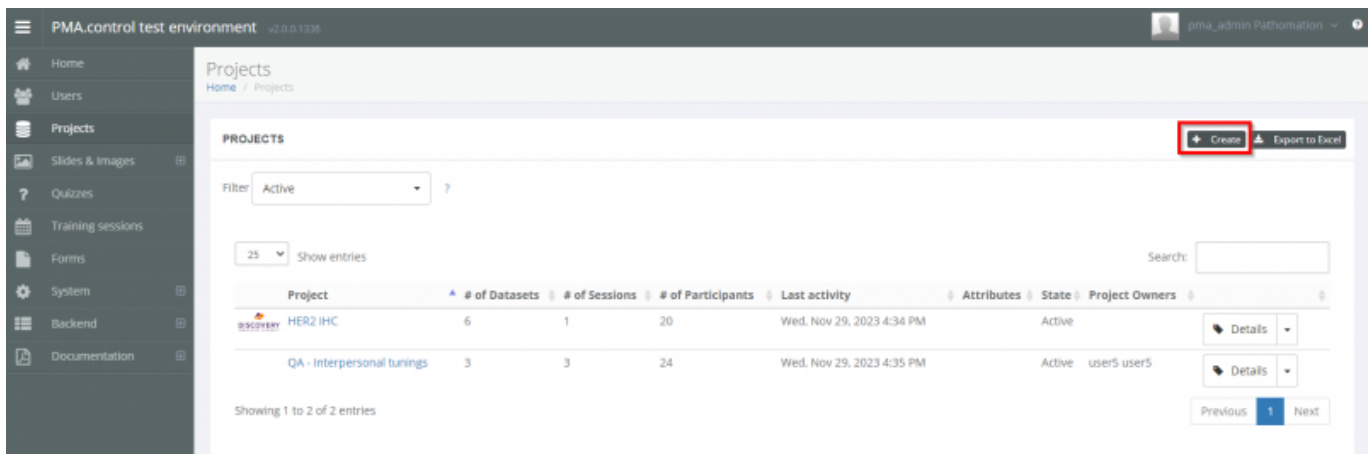 PMA.control test environment v2.0.0.1336
pma_admin Pathomation
Home
Users
Projects
Slides & Images
Quizzes
Training sessions
Forms
System
Backend
Documentation
Projects
Home / Projects
PROJECTS
+ Create
Export to Excel
Filter Active ?
25 Show entries
Search:
Project # of Datasets # of Sessions # of Participants Last activity Attributes State Project Owners
DISCOVERY HER2 IHC 6 1 20 Wed, Nov 29, 2023 4:34 PM Active Details
QA - Interpersonal tunings 3 3 24 Wed, Nov 29, 2023 4:35 PM Active user5 user5 Details
Showing 1 to 2 of 2 entries
Previous 1 Next